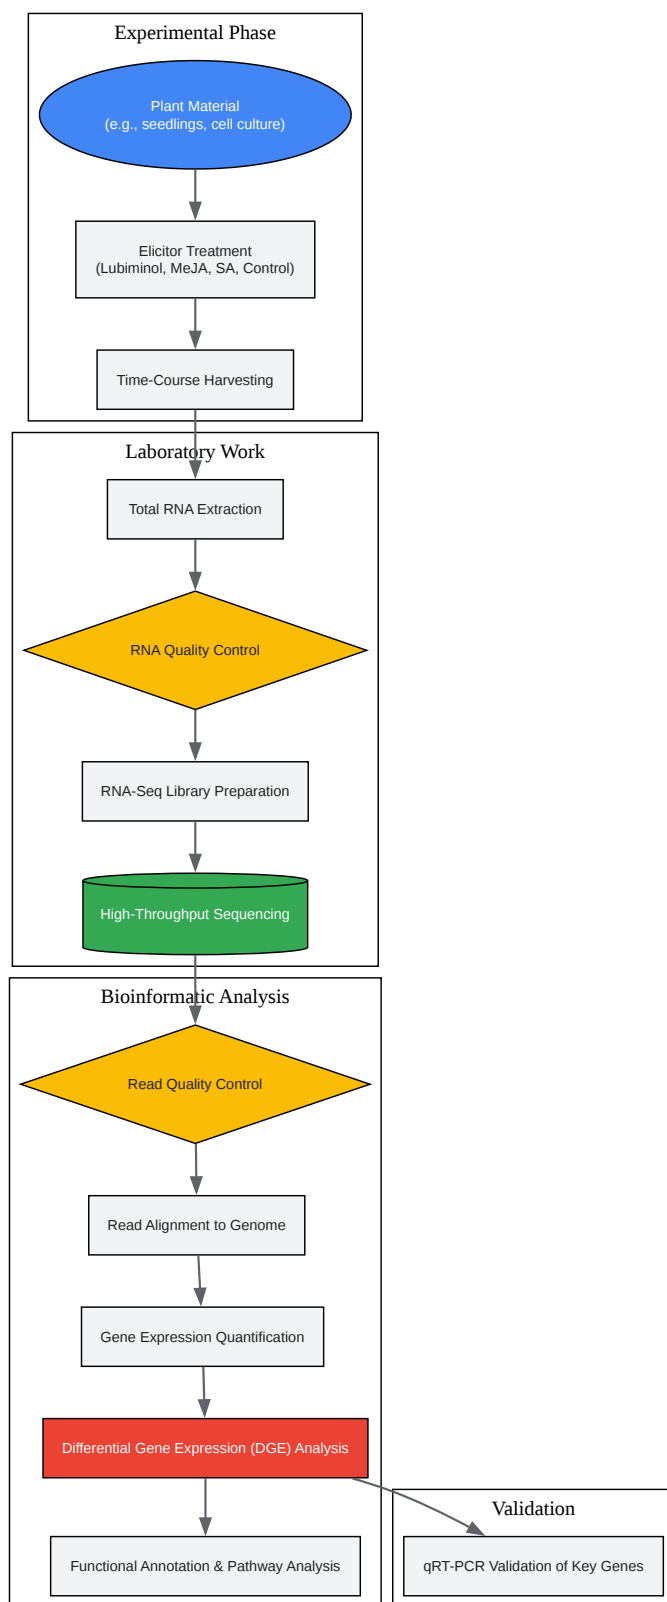 Experimental Phase
Plant Material
(e.g., seedlings, cell culture)
Elicitor Treatment
(Lubiminol, MeJA, SA, Control)
Time-Course Harvesting
Laboratory Work
Total RNA Extraction
RNA Quality Control
RNA-Seq Library Preparation
High-Throughput Sequencing
Bioinformatic Analysis
Read Quality Control
Read Alignment to Genome
Gene Expression Quantification
Differential Gene Expression (DGE) Analysis
Validation
Functional Annotation & Pathway Analysis
qRT-PCR Validation of Key Genes